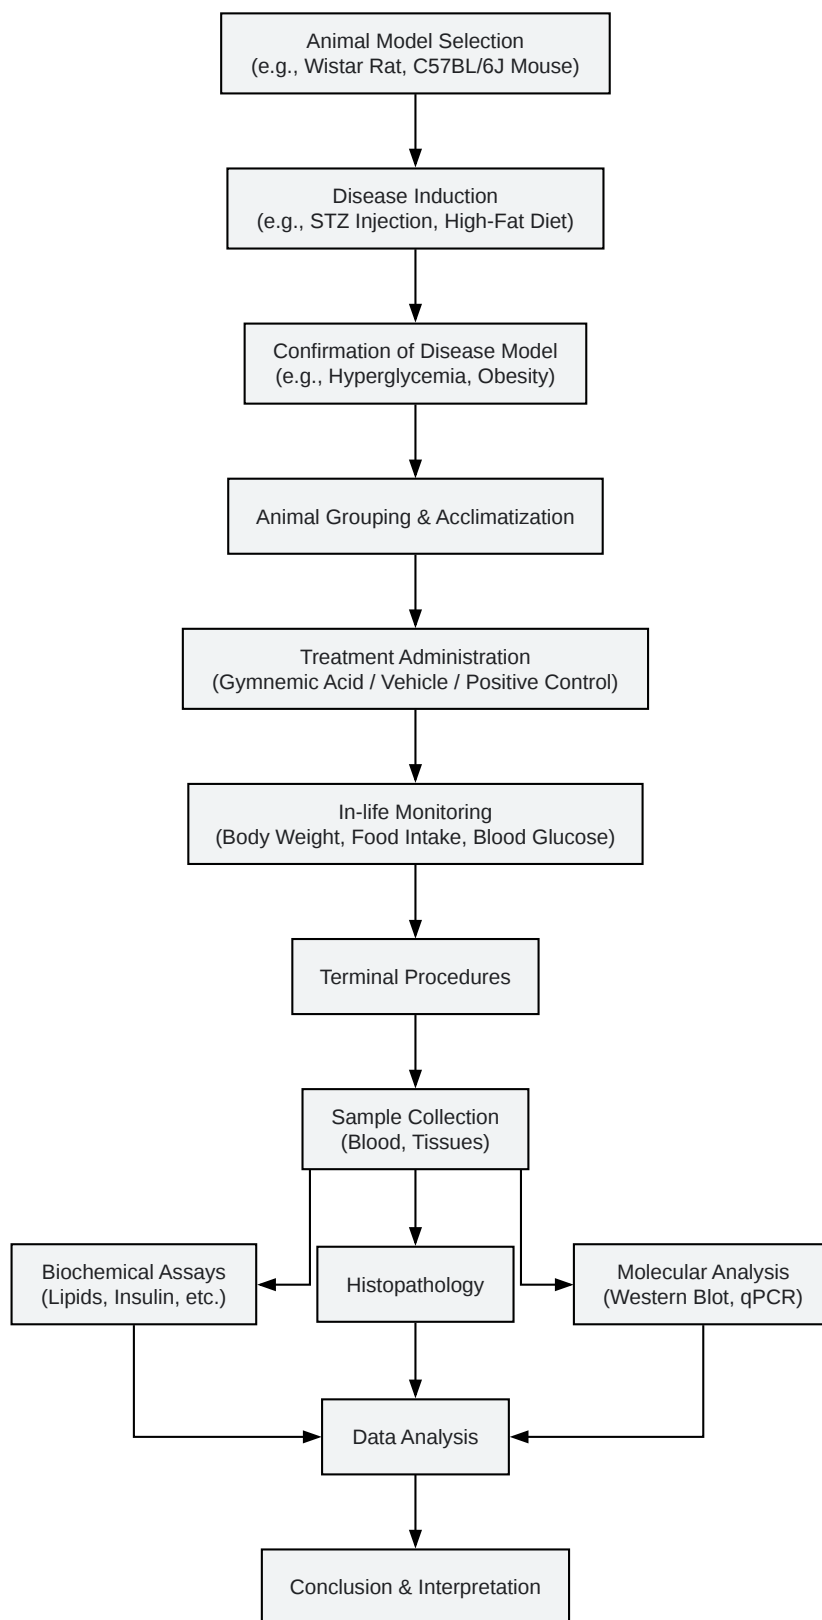 Animal Model Selection
(e.g., Wistar Rat, C57BL/6J Mouse)
Disease Induction
(e.g., STZ Injection, High-Fat Diet)
Confirmation of Disease Model
(e.g., Hyperglycemia, Obesity)
Animal Grouping & Acclimatization
Treatment Administration
(Gymnemic Acid / Vehicle / Positive Control)
In-life Monitoring
(Body Weight, Food Intake, Blood Glucose)
Terminal Procedures
Sample Collection
(Blood, Tissues)
Biochemical Assays
(Lipids, Insulin, etc.)
Histopathology
Molecular Analysis
(Western Blot, qPCR)
Data Analysis
Conclusion & Interpretation